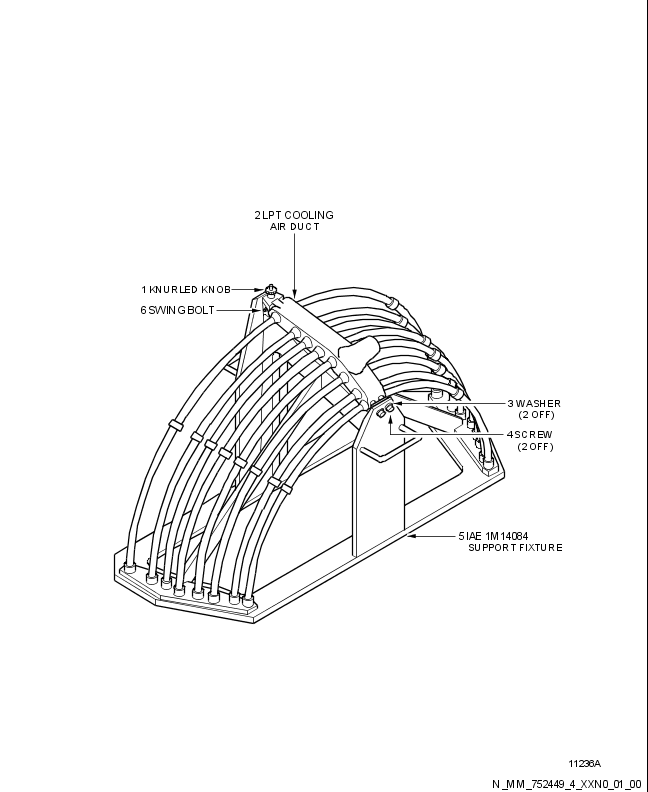 2 LPT COOLING
AIR DUCT
1 KNURLED KNOB
6 SWING BOLT
3 WASHER
(2 OFF)
4 SCREW
(2 OFF)
5 IAE 1M14084
SUPPORT FIXTURE
11236A
N_MM_752449_4_XXN0_01_00